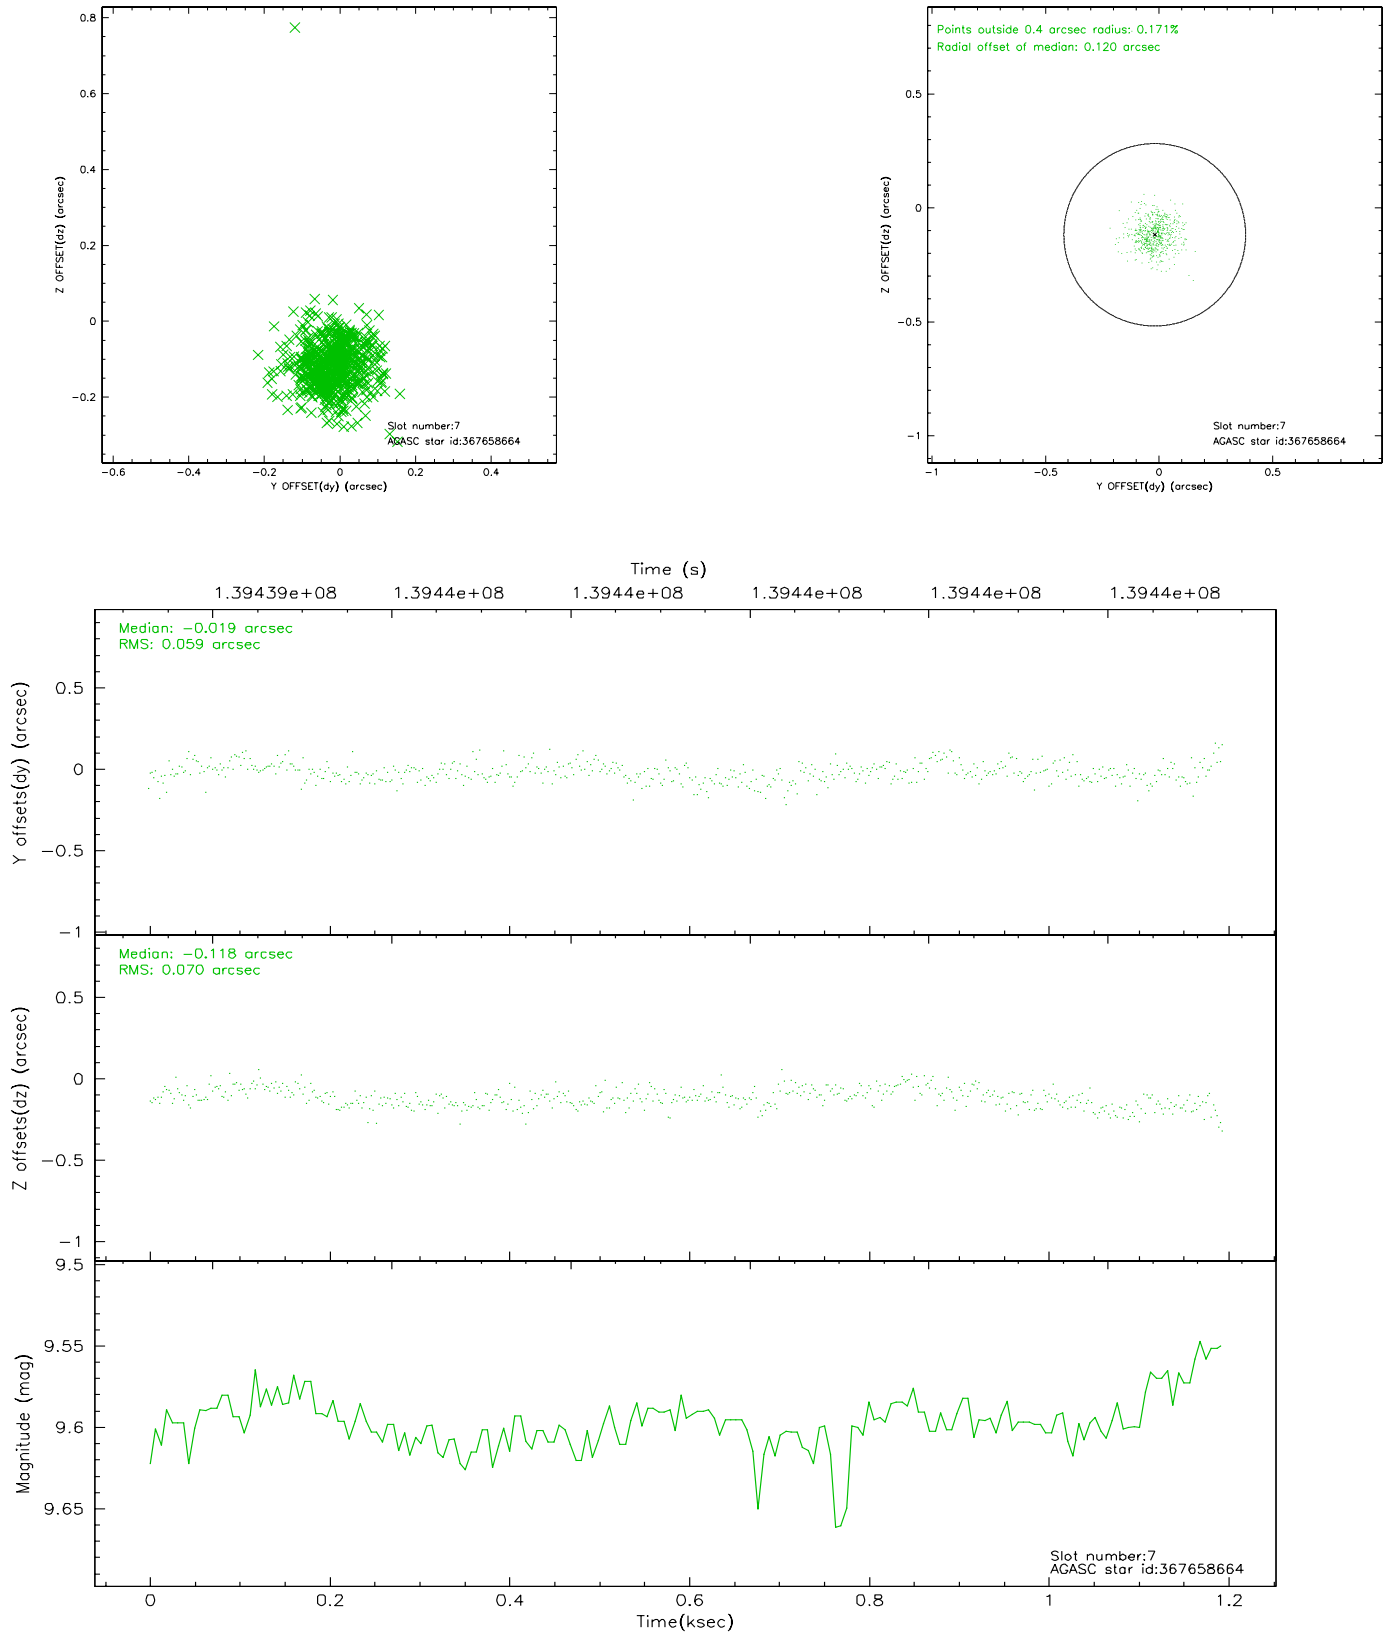 0.8
0.6
0.4
0.2
0
−0.2
Z OFFSET(dz) (arcsec)
Slot number:7
AGASC star id:367658664
−0.6 −0.4 −0.2 0 0.2 0.4
Y OFFSET(dy) (arcsec)
Points outside 0.4 arcsec radius: 0.171%
Radial offset of median: 0.120 arcsec
0.5
0
−0.5
−1
Z OFFSET(dz) (arcsec)
Slot number:7
AGASC star id:367658664
−1 −0.5 0 0.5
Y OFFSET(dy) (arcsec)
Time (s)
1.39439e+08 1.3944e+08 1.3944e+08 1.3944e+08 1.3944e+08 1.3944e+08
Median: −0.019 arcsec
RMS: 0.059 arcsec
0.5
0
−0.5
−1
Y offsets(dy) (arcsec)
Median: −0.118 arcsec
RMS: 0.070 arcsec
0.5
0
−0.5
−1
Z offsets(dz) (arcsec)
9.5
9.55
9.6
9.65
Magnitude (mag)
Slot number:7
AGASC star id:367658664
0 0.2 0.4 0.6 0.8 1 1.2
Time(ksec)